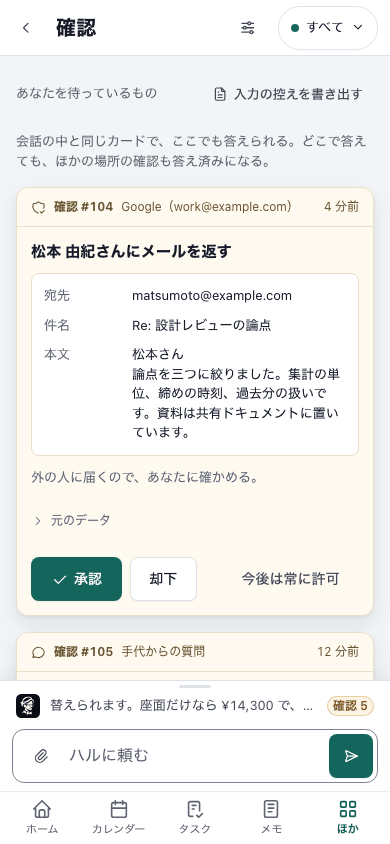 確認
すべて
あなたを待っているもの
入力の控えを書き出す
会話の中と同じカードで、ここでも答えられる。どこで答え
ても、ほかの場所の確認も答え済みになる。
確認 #104 Google（work@example.com） 4 分前
松本 由紀さんにメールを返す
宛先 matsumoto@example.com
件名 Re: 設計レビューの論点
本文 松本さん
論点を三つに絞りました。集計の単
位、締めの時刻、過去分の扱いで
す。資料は共有ドキュメントに置い
ています。
外の人に届くので、あなたに確かめる。
元のデータ
承認 却下 今後は常に許可
確認 #105 手代からの質問 12 分前
替えられます。座面だけなら ¥14,300 で、... 確認 5
ハルに頼む
ホーム カレンダー タスク メモ ほか